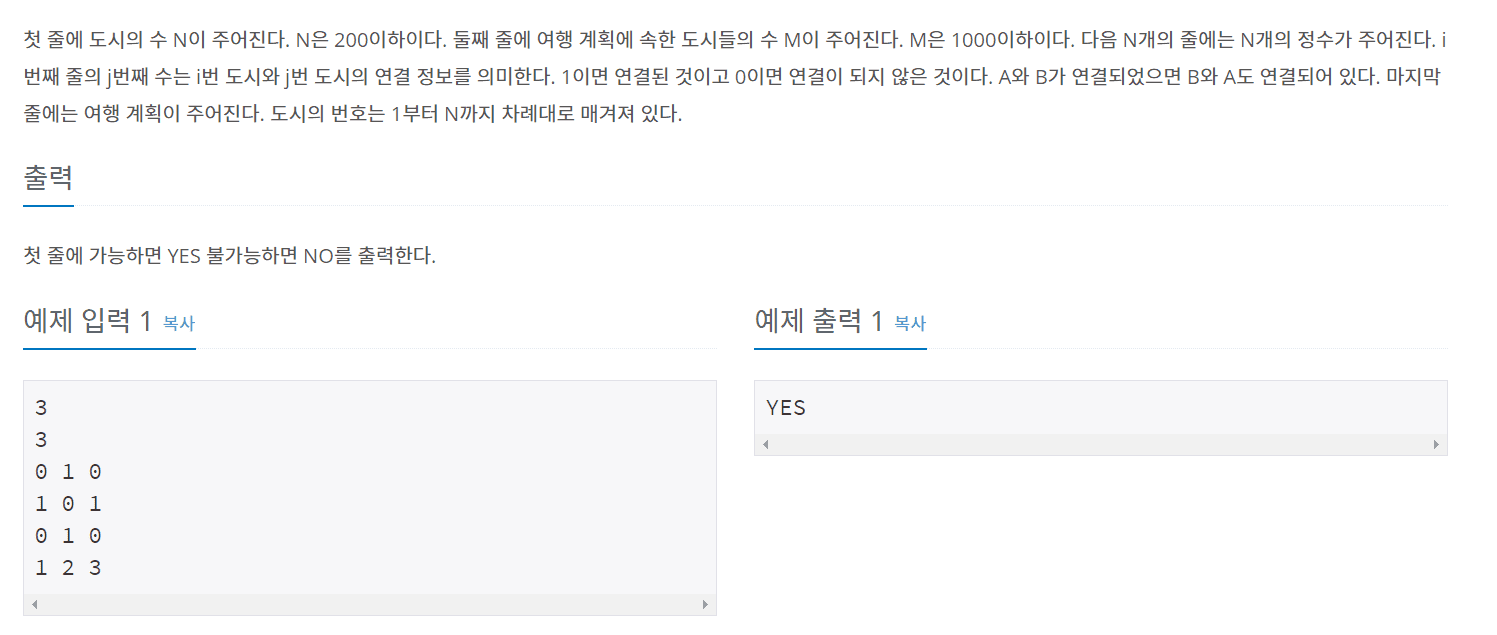 첫 줄에 도시의 수 N이 주어진다. N은 200이하이다. 둘째 줄에 여행 계획에 속한 도시들의 수 M이 주어진다. M은 1000이하이다. 다음 N개의 줄에는 N개의 정수가 주어진다. i
번째 줄의 j번째 수는 i번 도시와 j번 도시의 연결 정보를 의미한다. 1이면 연결된 것이고 0이면 연결이 되지 않은 것이다. A와 B가 연결되었으면 B와 A도 연결되어 있다. 마지막
줄에는 여행 계획이 주어진다. 도시의 번호는 1부터 N까지 차례대로 매겨져 있다.
출력
첫 줄에 가능하면 YES 불가능하면 NO를 출력한다.
예제 입력 1 복사
3
3
0 1 0
1 0 1
0 1 0
1 2 3
예제 출력 1 복사
YES